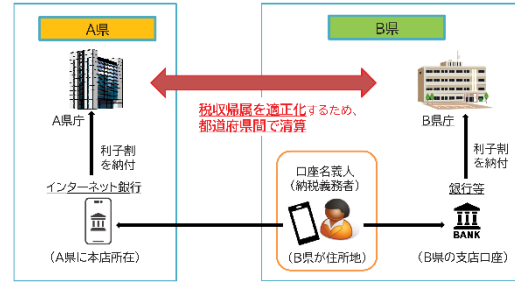 A県
B県
A県庁
B県庁
税収帰属を適正化するため、
都道府県間で清算
利子割
を納付
利子割
を納付
インターネット銀行
口座名義人
(納税義務者)
銀行等
BANK
(A県に本店所在)
(B県が住所地)
(B県の支店口座)